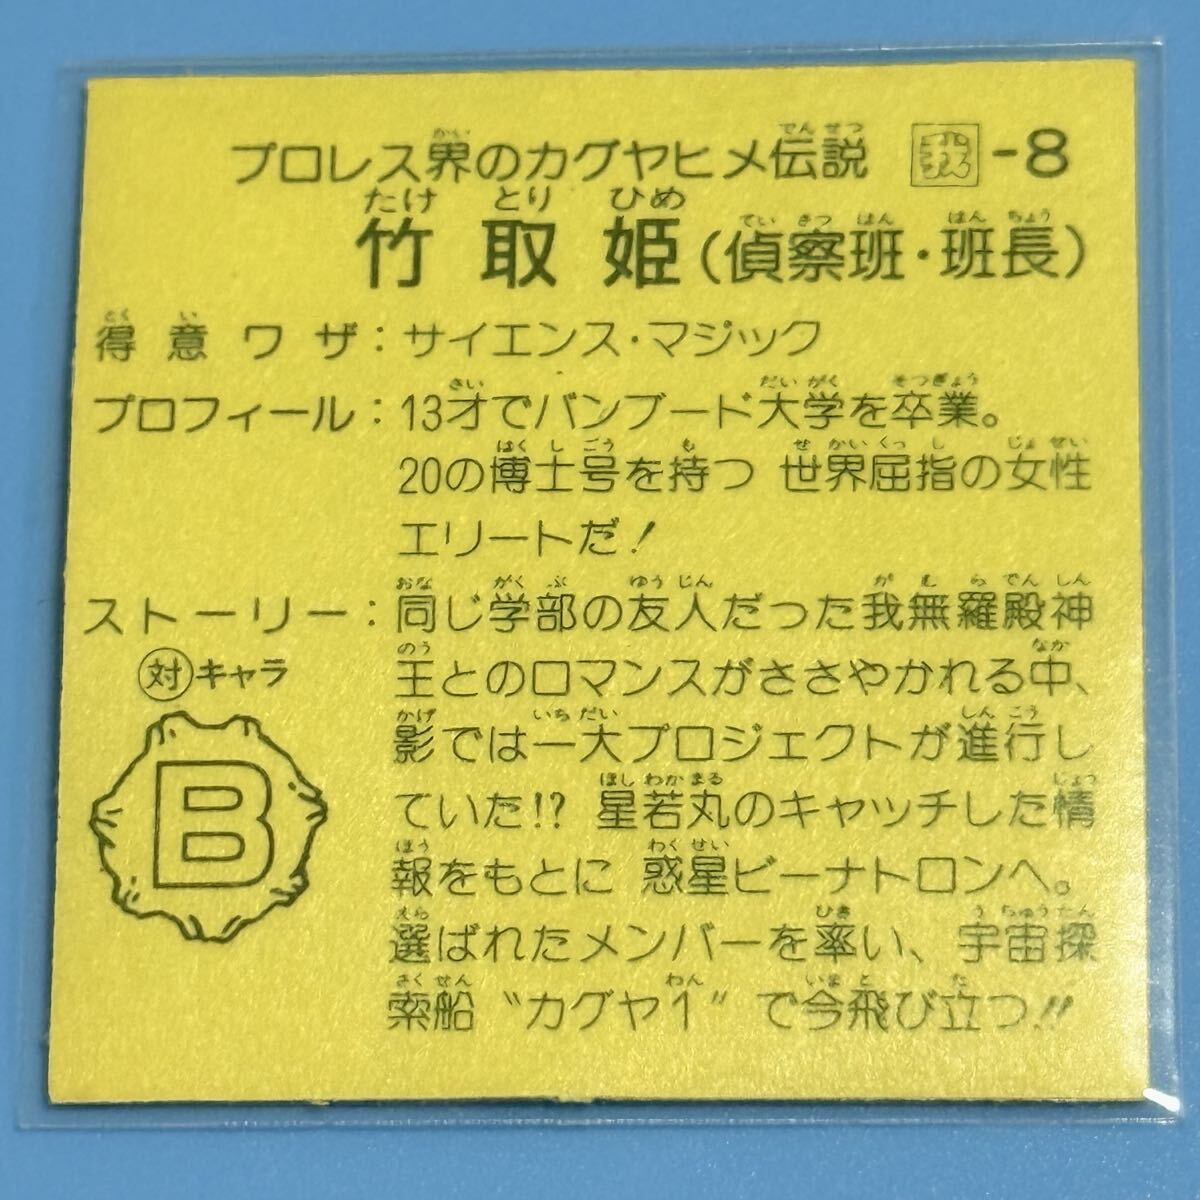 プロレス界のカグヤヒメ伝説 我-8
竹取姫(偵察班・班長)
得意ワザ:サイエンス・マジック
プロフィール:13才でバンブード大学を卒業。
20の博士号を持つ 世界屈指の女性
エリートだ!
ストーリー:同じ学部の友人だった我無羅殿神
対キャラ
B
王とのロマンスがささやかれる中、
影では一大プロジェクトが進行し
ていた!? 星若丸のキャッチした情
報をもとに 惑星ビーナトロンへ。
選ばれたメンバーを率い、宇宙探
索船“カグヤ1”で今飛び立つ!!